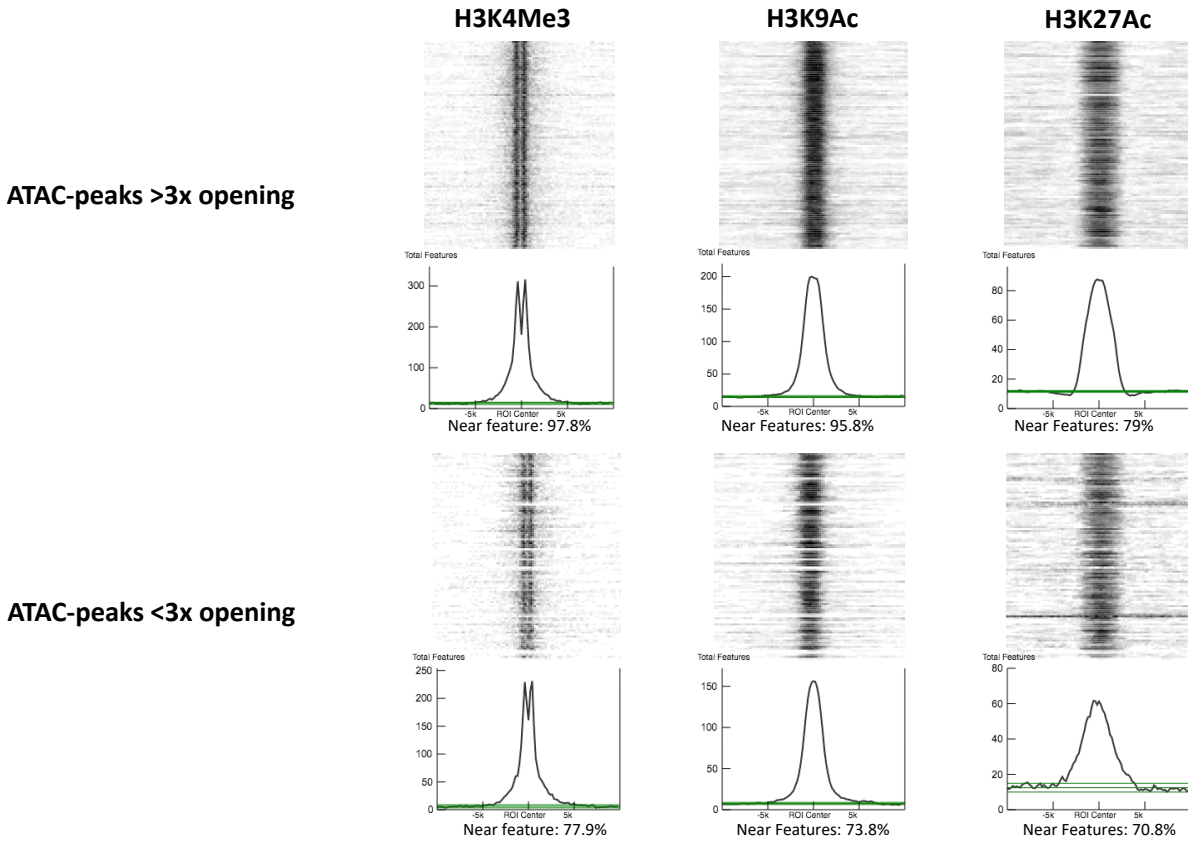 H3K4Me3 H3K9Ac H3K27Ac
ATAC-peaks >3x opening
Total Features Total Features Total Features
300
200
100
0
-5k ROI Center 5k
200
150
100
50
0
-5k ROI Center 5k
80
60
40
20
0
-5k ROI Center 5k
Near feature: 97.8% Near Features: 95.8% Near Features: 79%
ATAC-peaks <3x opening
Total Features Total Features Total Features
250
200
150
100
50
0
-5k ROI Center 5k
150
100
50
0
-5k ROI Center 5k
80
60
40
20
0
-5k ROI Center 5k
Near feature: 77.9% Near Features: 73.8% Near Features: 70.8%